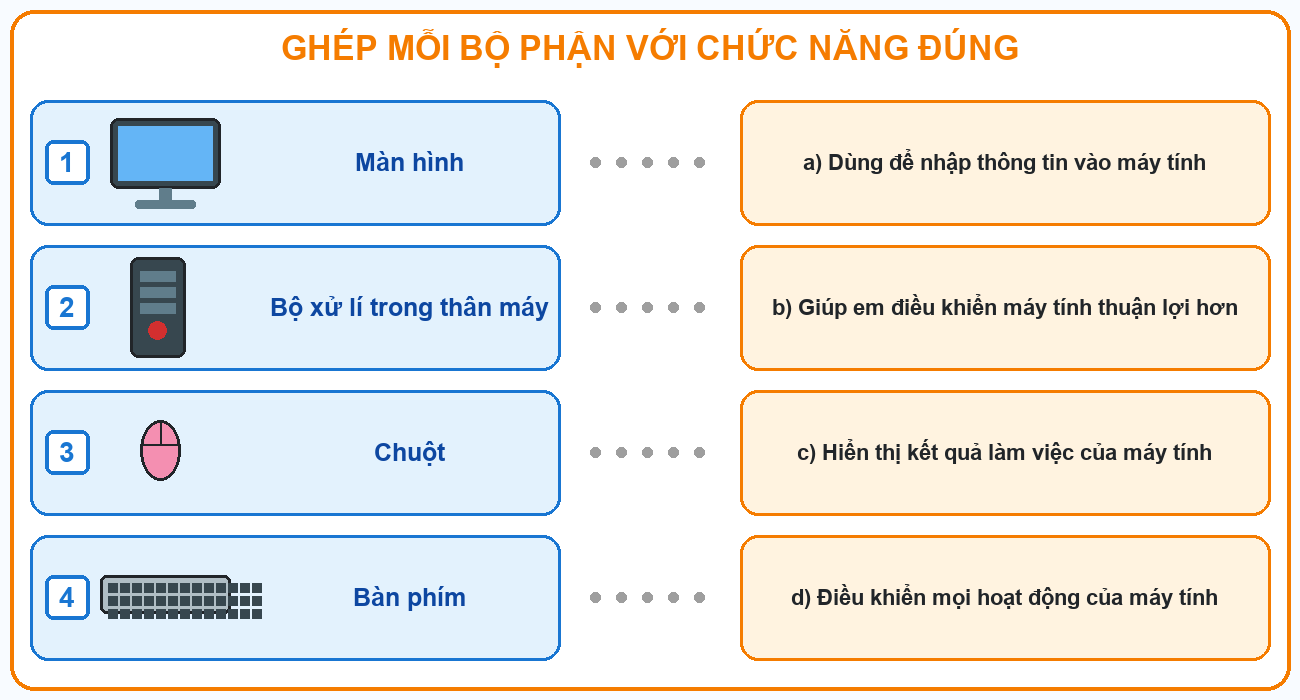 GHÉP MỖI BỘ PHẬN VỚI CHỨC NĂNG ĐÚNG
1 Màn hình
a) Dùng để nhập thông tin vào máy tính
2 Bộ xử lí trong thân máy
b) Giúp em điều khiển máy tính thuận lợi hơn
3 Chuột
c) Hiển thị kết quả làm việc của máy tính
4 Bàn phím
d) Điều khiển mọi hoạt động của máy tính